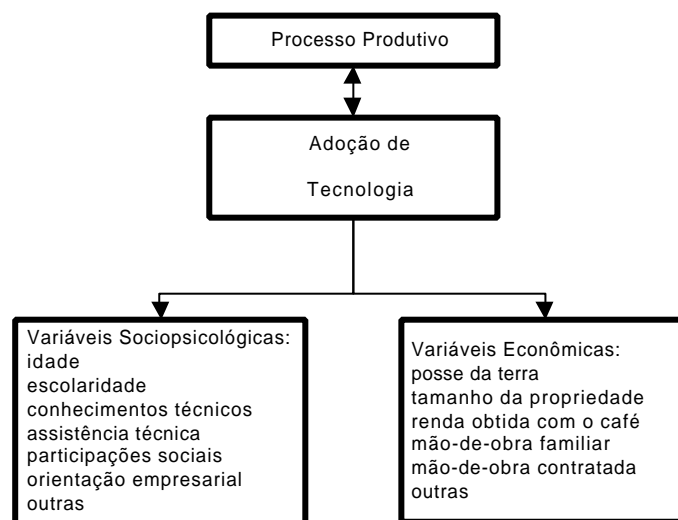 Processo Produtivo
Adoção de
Tecnologia
Variáveis Sociopsicológicas:
idade
escolaridade
conhecimentos técnicos
assistência técnica
participações sociais
orientação empresarial
outras
Variáveis Econômicas:
posse da terra
tamanho da propriedade
renda obtida com o café
mão-de-obra familiar
mão-de-obra contratada
outras